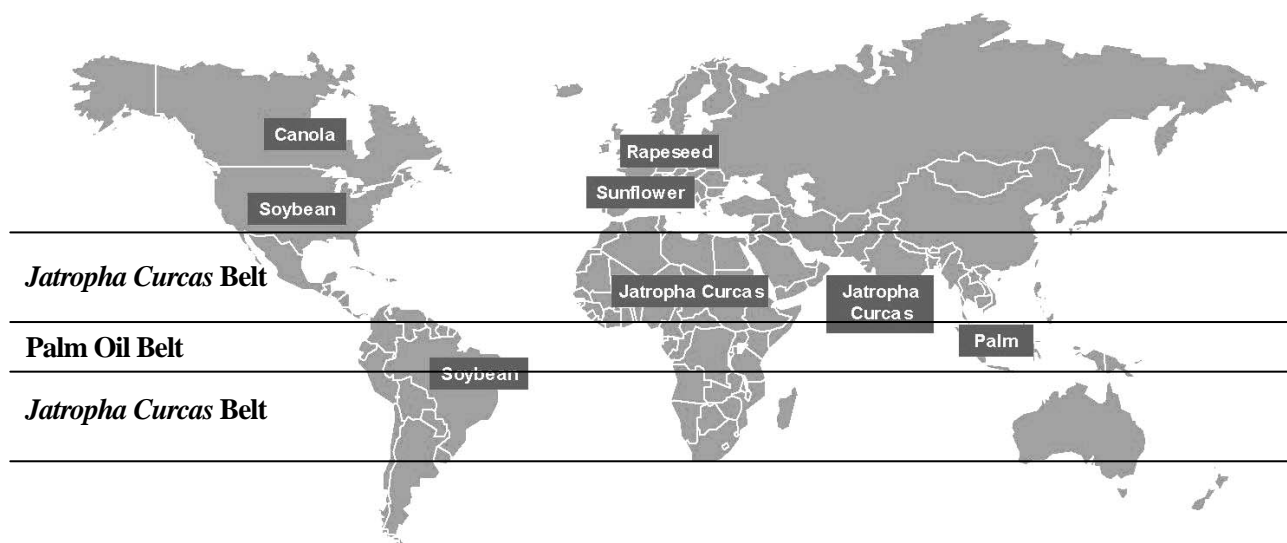 Canola
Rapeseed
Sunflower
Soybean
Jatropha Curcas Belt
Jatropha Curcas
Jatropha
Curcas
Palm Oil Belt
Palm
Soybean
Jatropha Curcas Belt